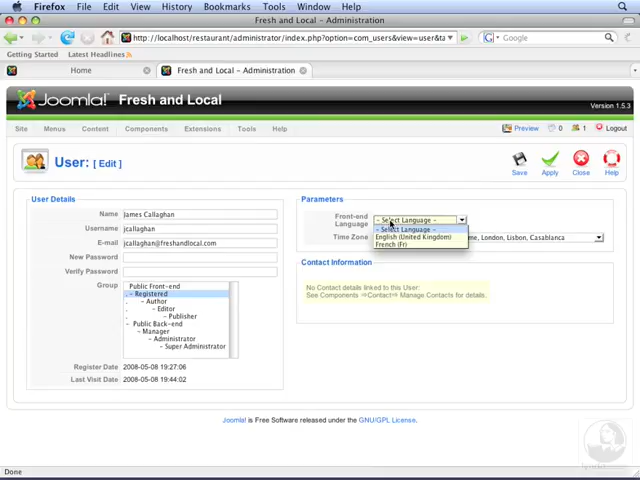 Firefox File Edit View History Bookmarks Tools Window Help
Fresh and Local - Administration
http://localhost/restaurant/administrator/index.php?option=com_users&view=user&ta
Google
Getting Started Latest Headlines
Home
Fresh and Local - Administration
Joomla! Fresh and Local
Version 1.5.3
Site Menus Content Components Extensions Tools Help
Preview 0 1 Logout
User: [ Edit ]
Save Apply Close Help
User Details
Name James Callaghan
Username jcallaghan
E-mail jcallaghan@freshandlocal.com
New Password
Verify Password
Group
Public Front-end
- Registered
- Author
- Editor
- Publisher
- Public Back-end
- Manager
- Administrator
- Super Administrator
Register Date 2008-05-08 19:27:06
Last Visit Date 2008-05-08 19:44:02
Parameters
Front-end Language
- Select Language -
- Select Language -
English (United Kingdom)
French (Fr)
Time Zone
me, London, Lisbon, Casablanca
Contact Information
No Contact details linked to this User:
See Components ⇒Contact⇒ Manage Contacts for details.
Joomla! is Free Software released under the GNU/GPL License.
lynda
Done